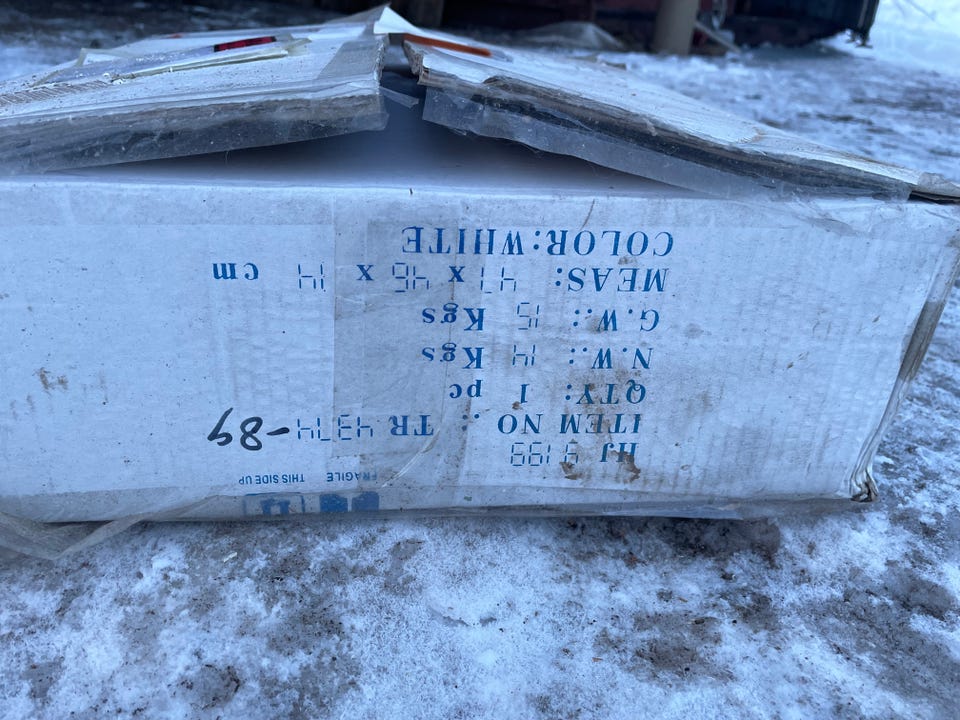 HJ 9199
ITEM NO.: TR 4374-89
QTY: 1 pc
N.W.: 14 Kgs
G.W.: 15 Kgs
MEAS: 47 x 46 x 14 cm
COLOR:WHITE
FRAGILE THIS SIDE UP